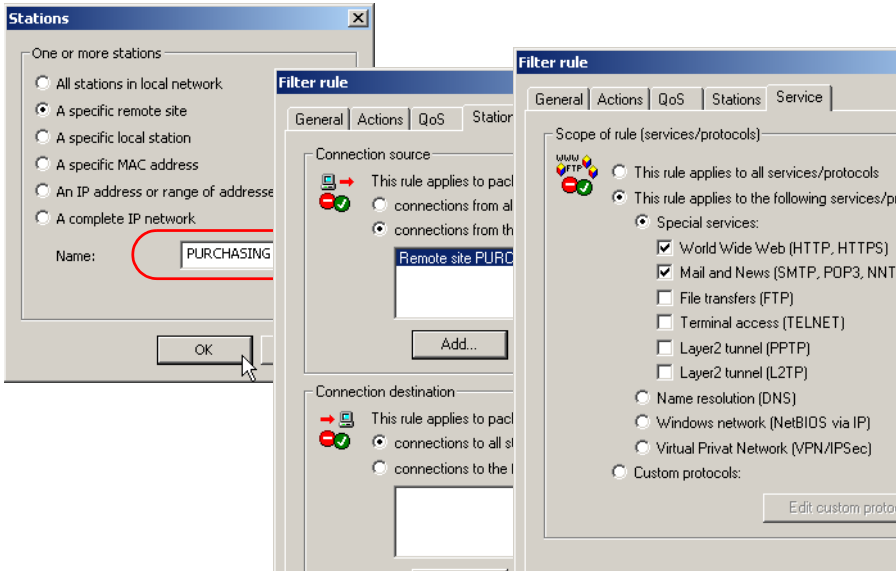 Stations
One or more stations
All stations in local network
A specific remote site
A specific local station
A specific MAC address
An IP address or range of addresse
A complete IP network
Name:
PURCHASING
OK
Filter rule
General
Actions
QoS
Station
Connection source
This rule applies to pack
connections from al
connections from th
Remote site PURC
Add...
Connection destination
This rule applies to pack
connections to all st
connections to the
Filter rule
General
Actions
QoS
Stations
Service
Scope of rule (services/protocols)
WWW
FTP
This rule applies to all services/protocols
This rule applies to the following services/pr
Special services:
World Wide Web (HTTP, HTTPS)
Mail and News (SMTP, POP3, NNT
File transfers (FTP)
Terminal access (TELNET)
Layer2 tunnel (PPTP)
Layer2 tunnel (L2TP)
Name resolution (DNS)
Windows network (NetBIOS via IP)
Virtual Privat Network (VPN/IPSec)
Custom protocols:
Edit custom protoc